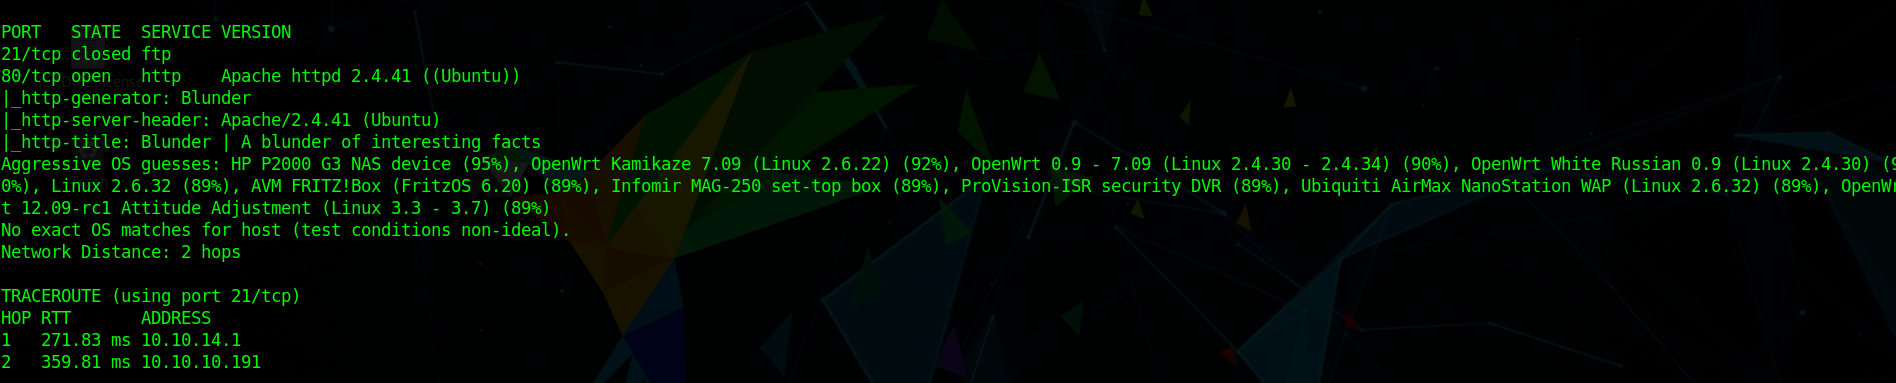 PORT   STATE  SERVICE VERSION
21/tcp closed ftp
80/tcp open   http    Apache httpd 2.4.41 ((Ubuntu))
|_http-generator: Blunder
|_http-server-header: Apache/2.4.41 (Ubuntu)
|_http-title: Blunder | A blunder of interesting facts
Aggressive OS guesses: HP P2000 G3 NAS device (95%), OpenWrt Kamikaze 7.09 (Linux 2.6.22) (92%), OpenWrt 0.9 - 7.09 (Linux 2.4.30 - 2.4.34) (90%), OpenWrt White Russian 0.9 (Linux 2.4.30) (9
0%), Linux 2.6.32 (89%), AVM FRITZ!Box (FritzOS 6.20) (89%), Infomir MAG-250 set-top box (89%), ProVision-ISR security DVR (89%), Ubiquiti AirMax NanoStation WAP (Linux 2.6.32) (89%), OpenWr
t 12.09-rc1 Attitude Adjustment (Linux 3.3 - 3.7) (89%)
No exact OS matches for host (test conditions non-ideal).
Network Distance: 2 hops
TRACEROUTE (using port 21/tcp)
HOP RTT       ADDRESS
1   271.83 ms 10.10.14.1
2   359.81 ms 10.10.10.191